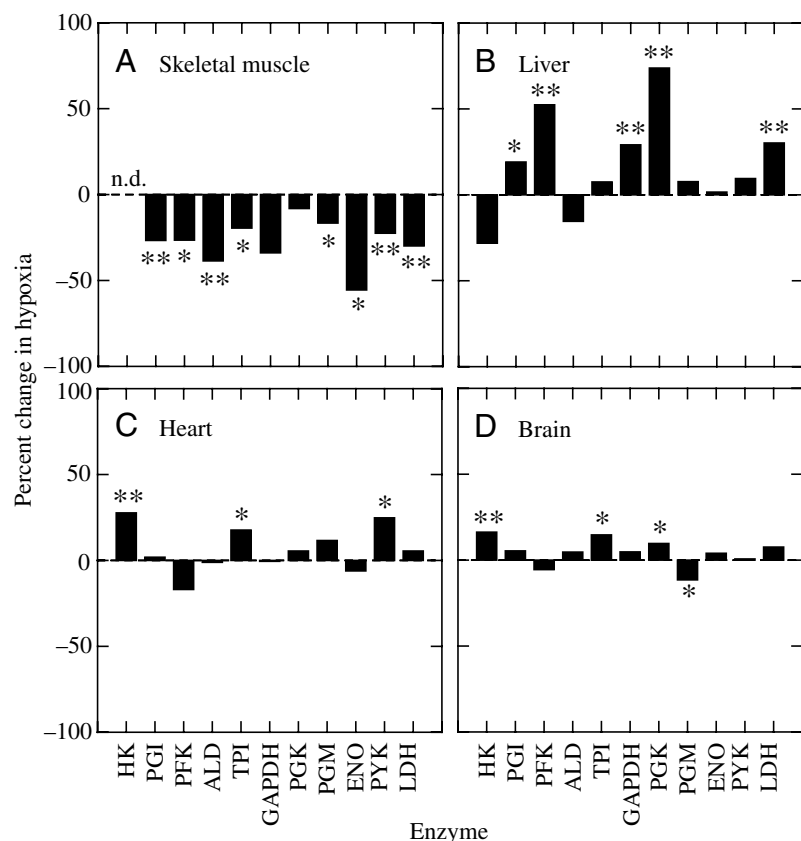 Percent change in hypoxia
100
50
0
–50
–100
A Skeletal muscle
n.d.
** * ** * * * ** **
B Liver
* ** ** ** **
100
50
0
–50
–100
C Heart
** * *
D Brain
** * * *
HK PGI PFK ALD TPI GAPDH PGK PGM ENO PYK LDH
HK PGI PFK ALD TPI GAPDH PGK PGM ENO PYK LDH
Enzyme